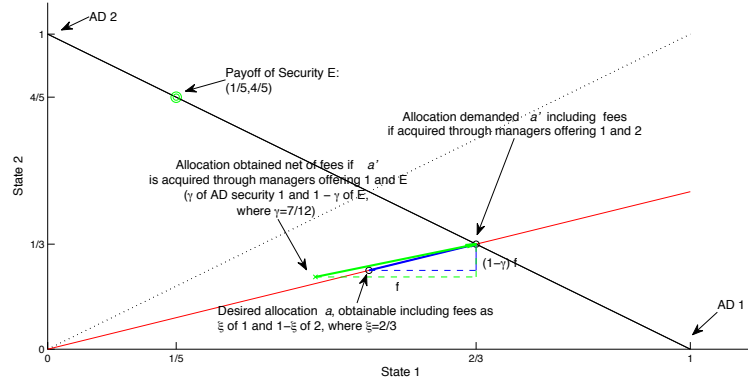 AD 2
1
Payoff of Security E:
(1/5,4/5)
4/5
Allocation demanded a' including fees
if acquired through managers offering 1 and 2
Allocation obtained net of fees if a'
is acquired through managers offering 1 and E
(γ of AD security 1 and 1 − γ of E,
where γ=7/12)
State 2
1/3
(1−γ) f
f
Desired allocation a, obtainable including fees as
ξ of 1 and 1−ξ of 2, where ξ=2/3
AD 1
0
0
1/5
2/3
1
State 1